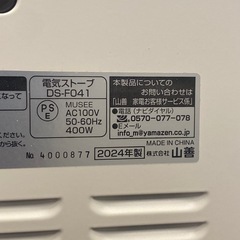 なって
電気ストーブ
DS-F041
PS
E
MUSEE
AC100V
50-60Hz
400W
本製品についての
お問い合わせは
「山善 家電お客様サービス係」
●電話(ナビダイヤル)
0570-077-078
●Eメール
info_m@yamazen.co.jp
№ 4000877
2024年製
株式会社 山善